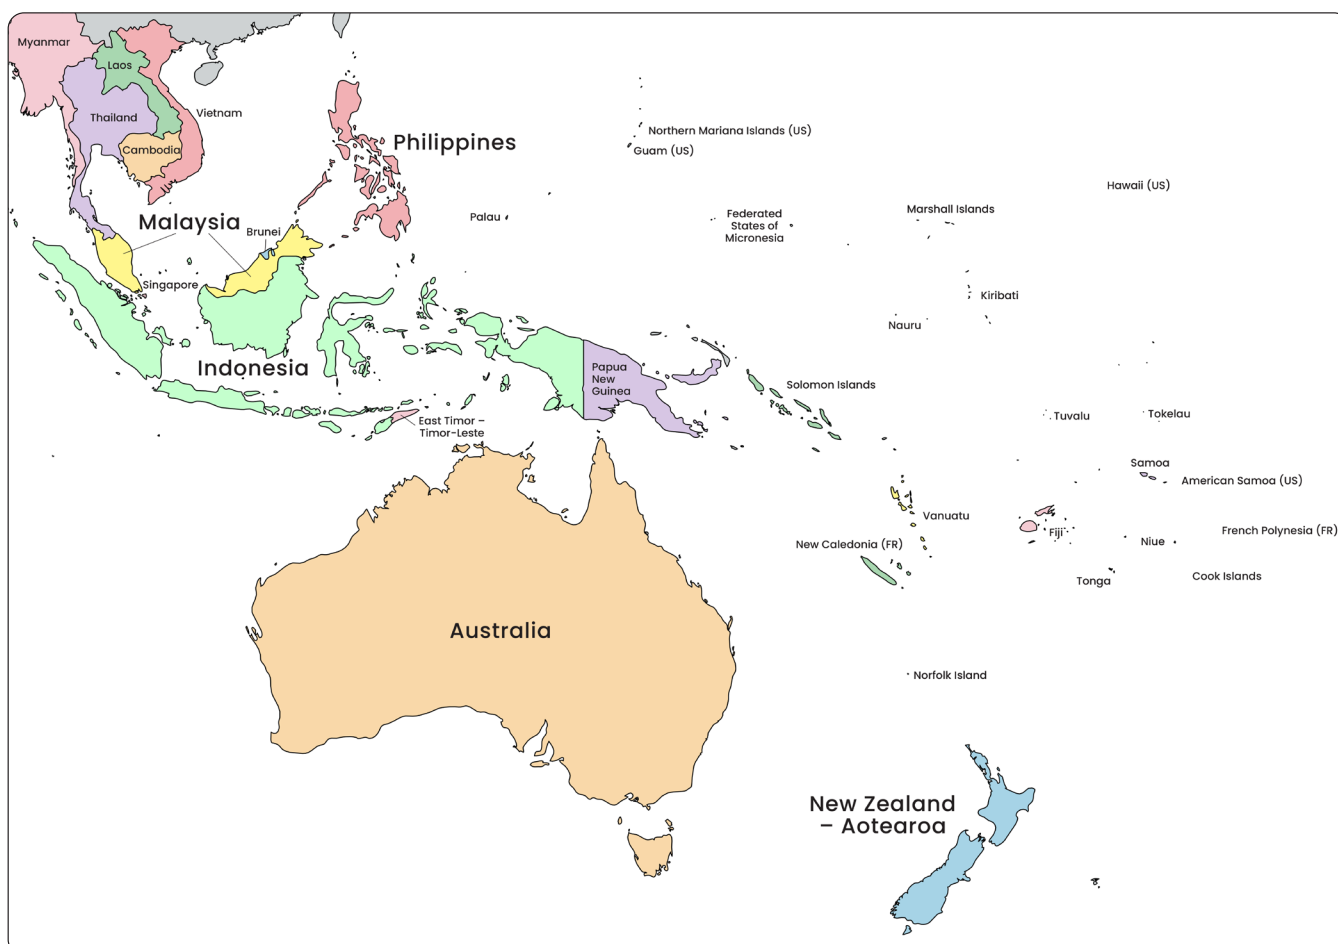 Myanmar
Laos
Thailand
Vietnam
Cambodia
Philippines
Northern Mariana Islands (US)
Guam (US)
Hawaii (US)
Palau
Federated
States of
Micronesia
Marshall Islands
Malaysia
Brunei
Singapore
Kiribati
Nauru
Indonesia
Papua
New
Guinea
Solomon Islands
East Timor –
Timor-Leste
Tuvalu
Tokelau
Samoa
American Samoa (US)
Vanuatu
Fiji
French Polynesia (FR)
New Caledonia (FR)
Niue
Tonga
Cook Islands
Australia
Norfolk Island
New Zealand
– Aotearoa